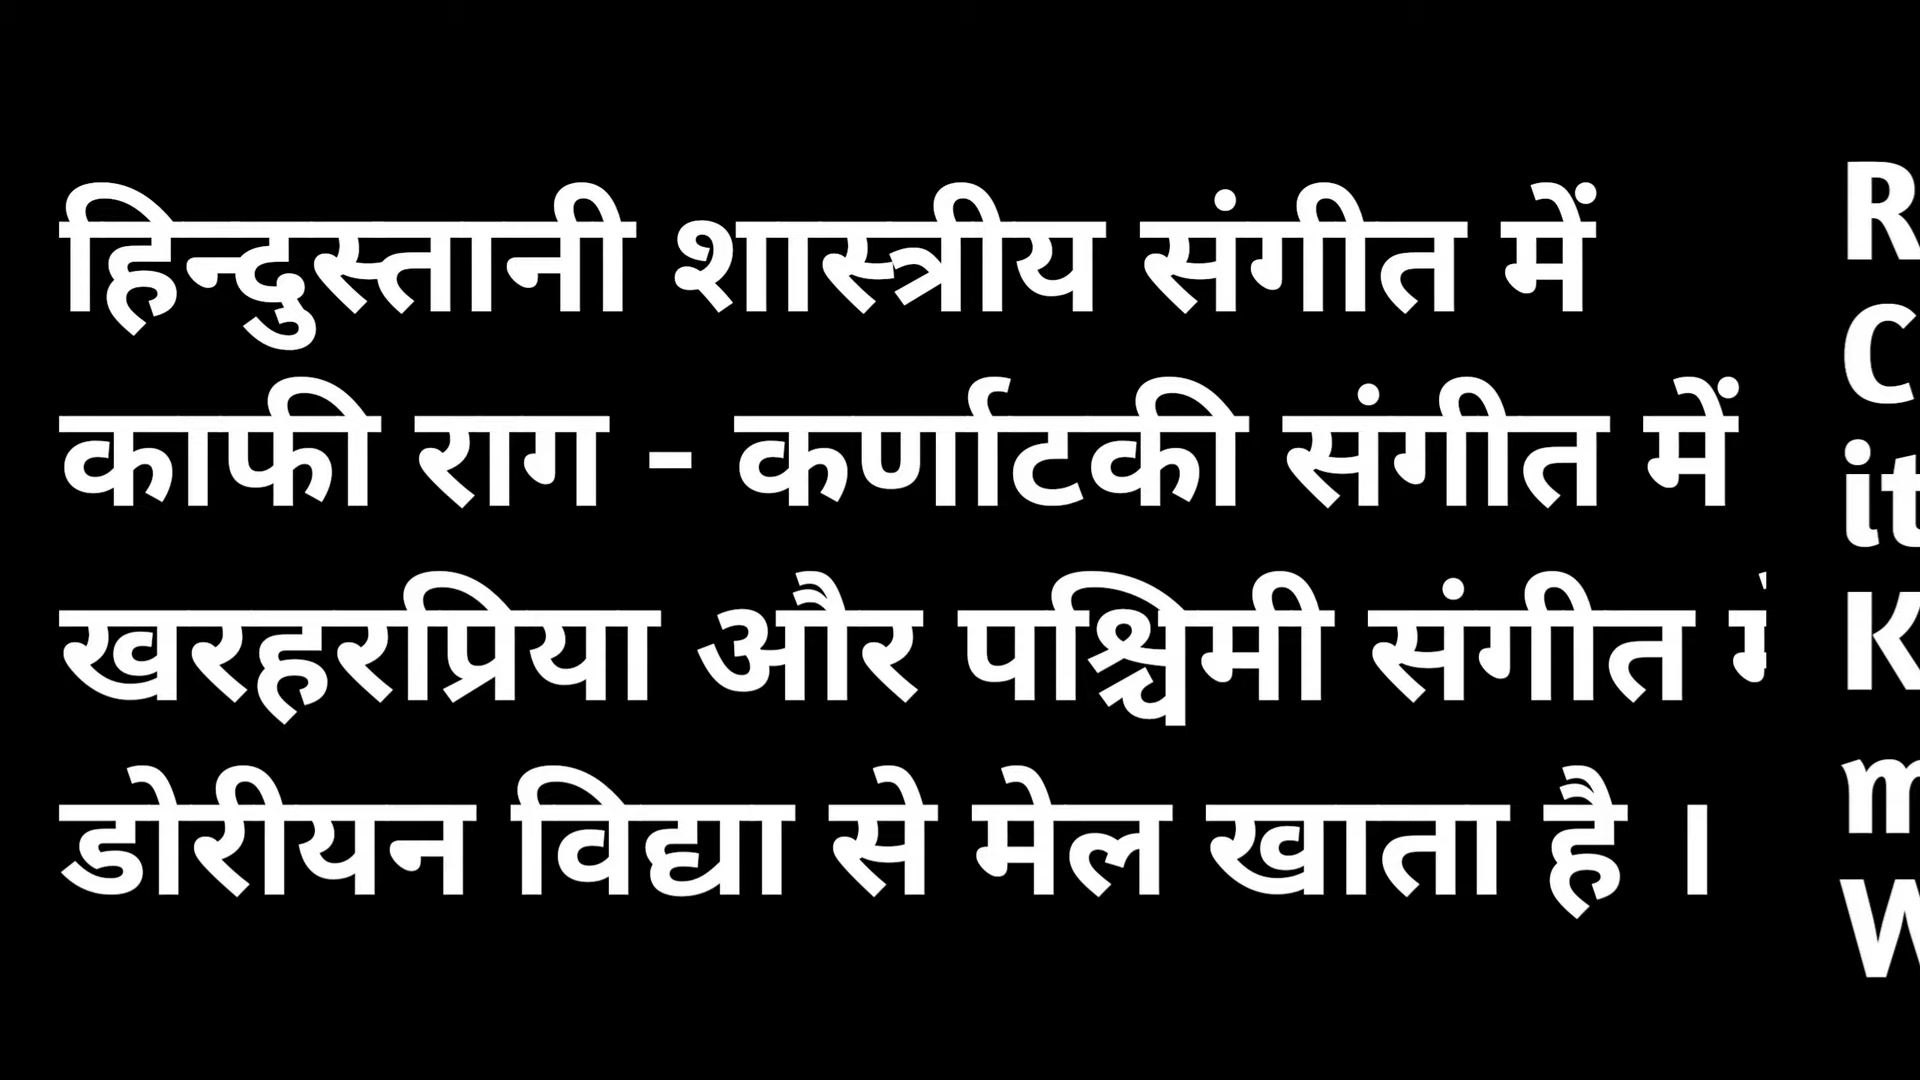 हिन्दुस्तानी शास्त्रीय संगीत में
काफी राग - कर्णाटकी संगीत में
खरहरप्रिया और पश्चिमी संगीत
डोरीयन विद्या से मेल खाता है ।